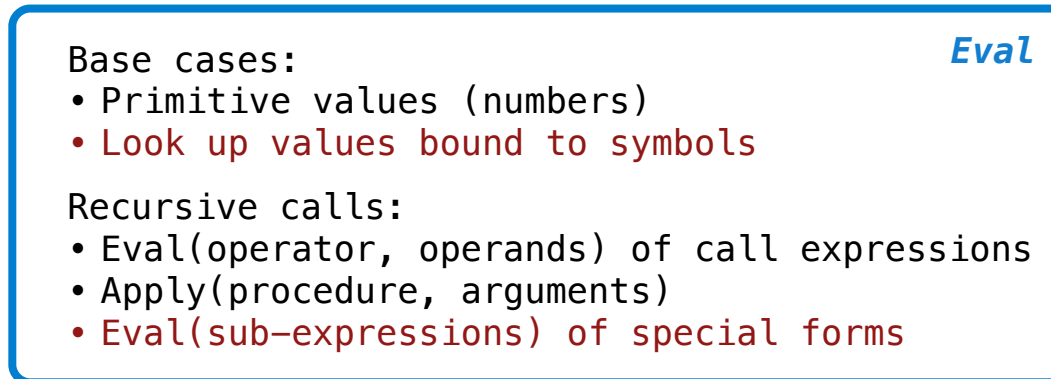 Eval
Base cases:
• Primitive values (numbers)
• Look up values bound to symbols
Recursive calls:
• Eval(operator, operands) of call expressions
• Apply(procedure, arguments)
• Eval(sub-expressions) of special forms